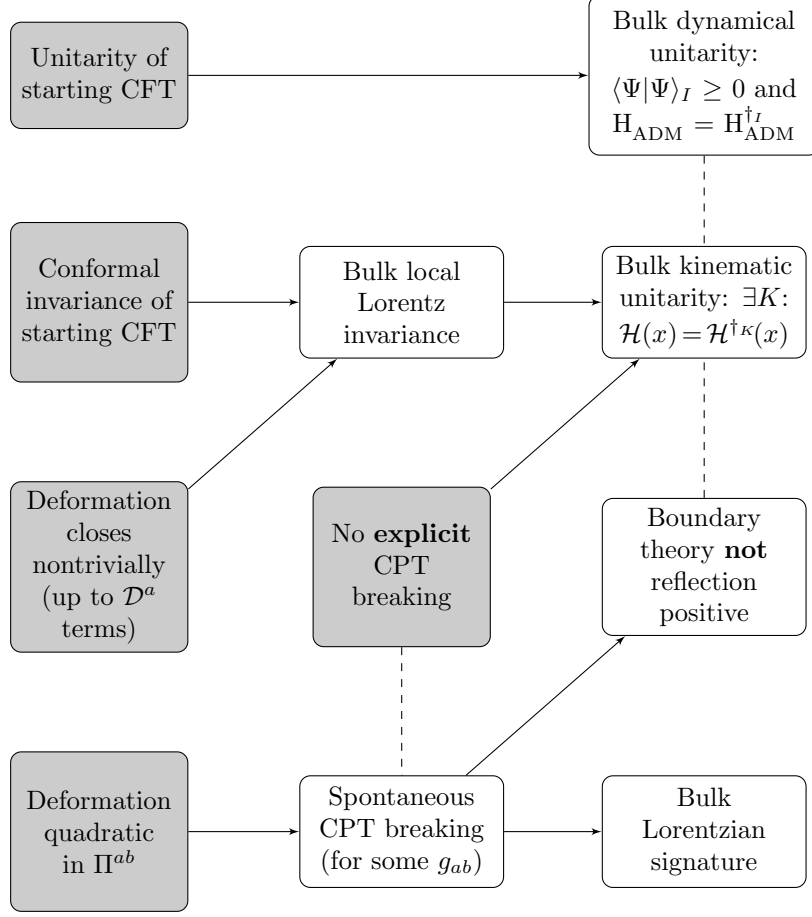 Unitarity of
starting CFT
Bulk dynamical
unitarity:
⟨Ψ|Ψ⟩_I ≥ 0 and
H_ADM = H_ADM^{†_I}
Conformal
invariance of
starting CFT
Bulk local
Lorentz
invariance
Bulk kinematic
unitarity: ∃K:
𝓗(x) = 𝓗^{†_K}(x)
Deformation
closes
nontrivially
(up to 𝓓^a
terms)
No explicit
CPT
breaking
Boundary
theory not
reflection
positive
Deformation
quadratic
in Π^{ab}
Spontaneous
CPT breaking
(for some g_{ab})
Bulk
Lorentzian
signature